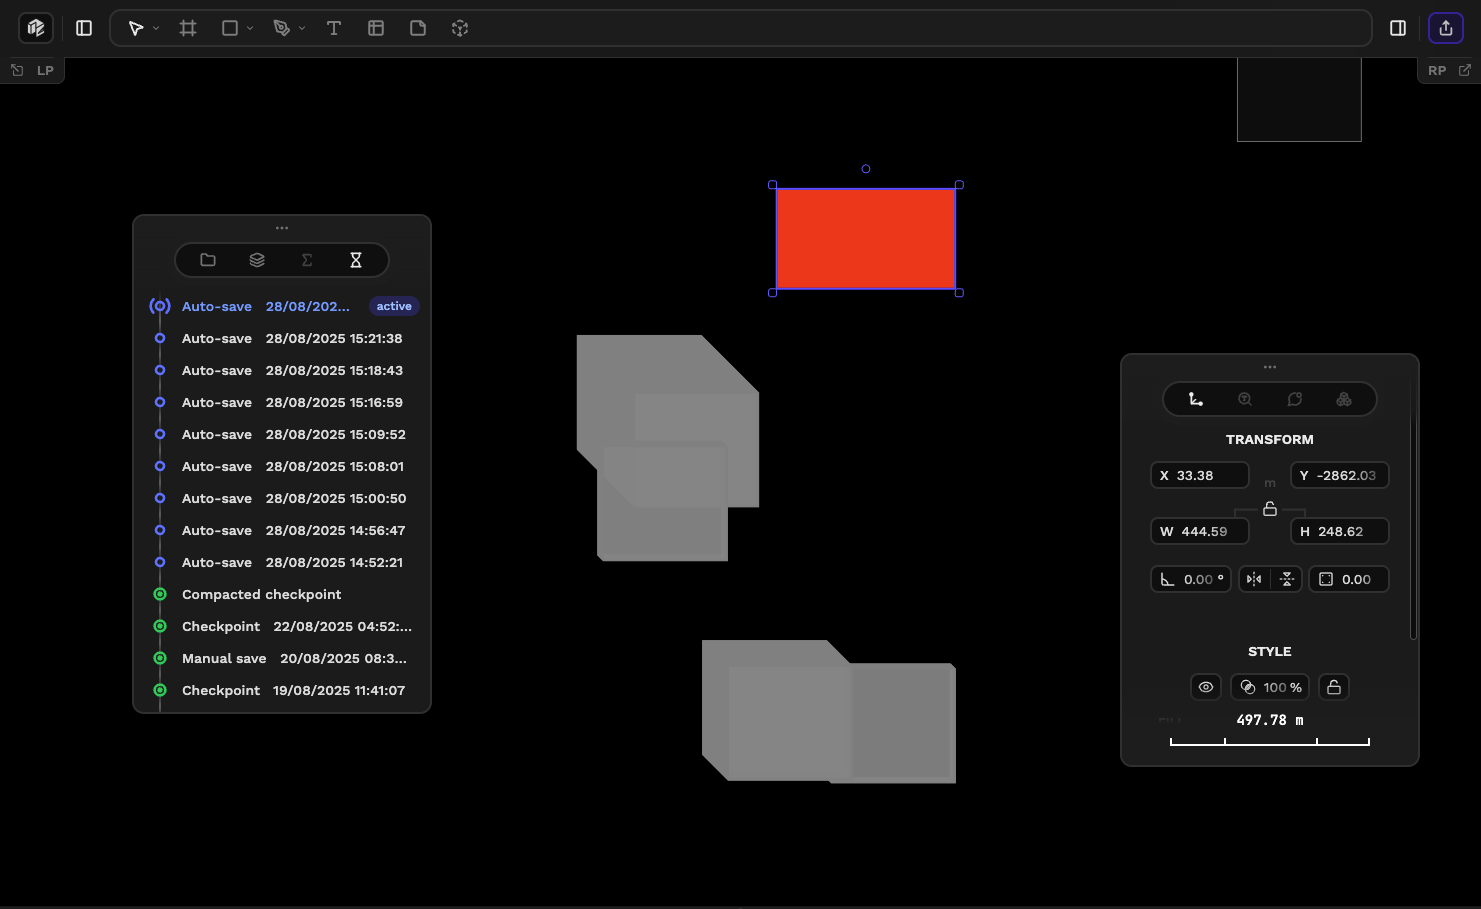 LP
RP
Auto-save 28/08/202... active
Auto-save 28/08/2025 15:21:38
Auto-save 28/08/2025 15:18:43
Auto-save 28/08/2025 15:16:59
Auto-save 28/08/2025 15:09:52
Auto-save 28/08/2025 15:08:01
Auto-save 28/08/2025 15:00:50
Auto-save 28/08/2025 14:56:47
Auto-save 28/08/2025 14:52:21
Compacted checkpoint
Checkpoint 22/08/2025 04:52:...
Manual save 20/08/2025 08:3...
Checkpoint 19/08/2025 11:41:07
TRANSFORM
X 33.38 m Y -2862.03
W 444.59 H 248.62
0.00 ° 0.00
STYLE
100 %
497.78 m